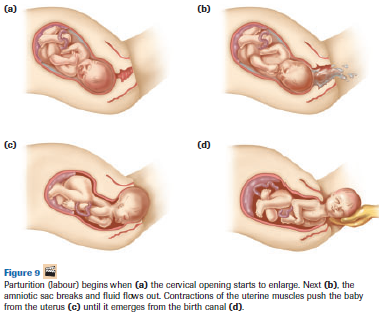 (a)
(b)
(c)
(d)
Figure 9
Parturition (labour) begins when (a) the cervical opening starts to enlarge. Next (b), the
amniotic sac breaks and fluid flows out. Contractions of the uterine muscles push the baby
from the uterus (c) until it emerges from the birth canal (d).